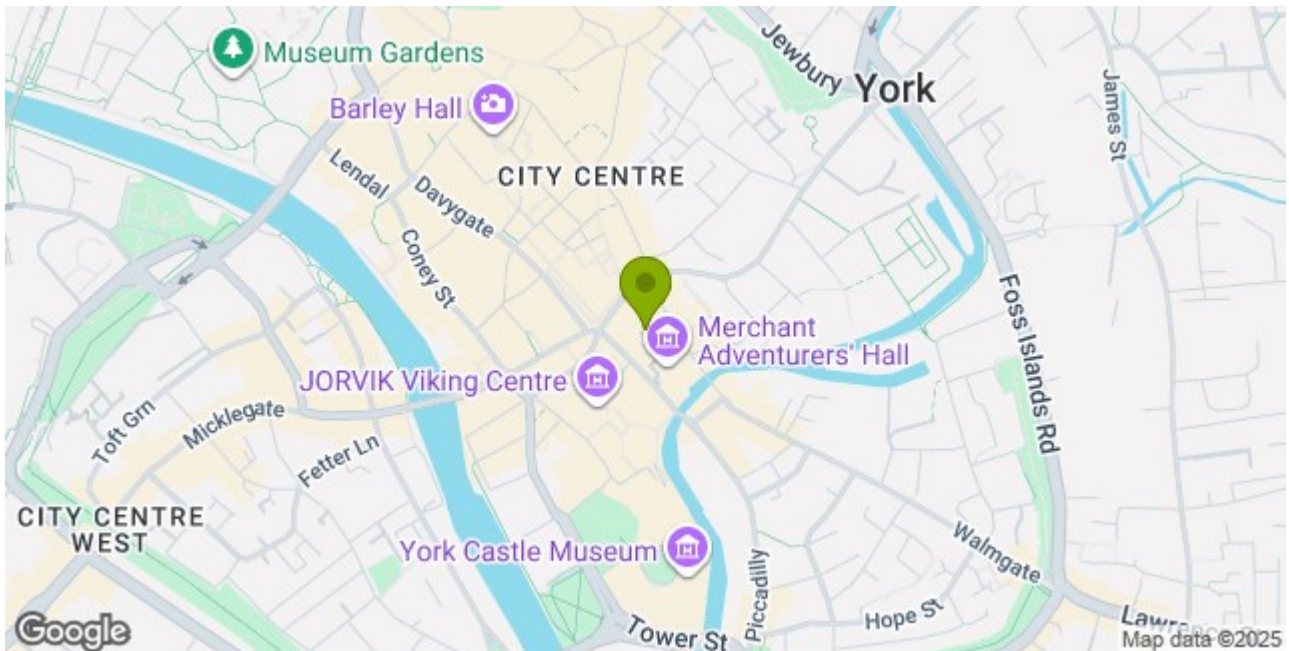 Museum Gardens
Barley Hall
Jewbury
York
James St
Lendal
Davygate
CITY CENTRE
Coney St
Foss Islands Rd
Merchant
Adventurers' Hall
JORVIK Viking Centre
Toft Grn
Micklegate
Fetter Ln
CITY CENTRE
WEST
York Castle Museum
Piccadilly
Walmgate
Hope St
Tower St
Google
Map data ©2025